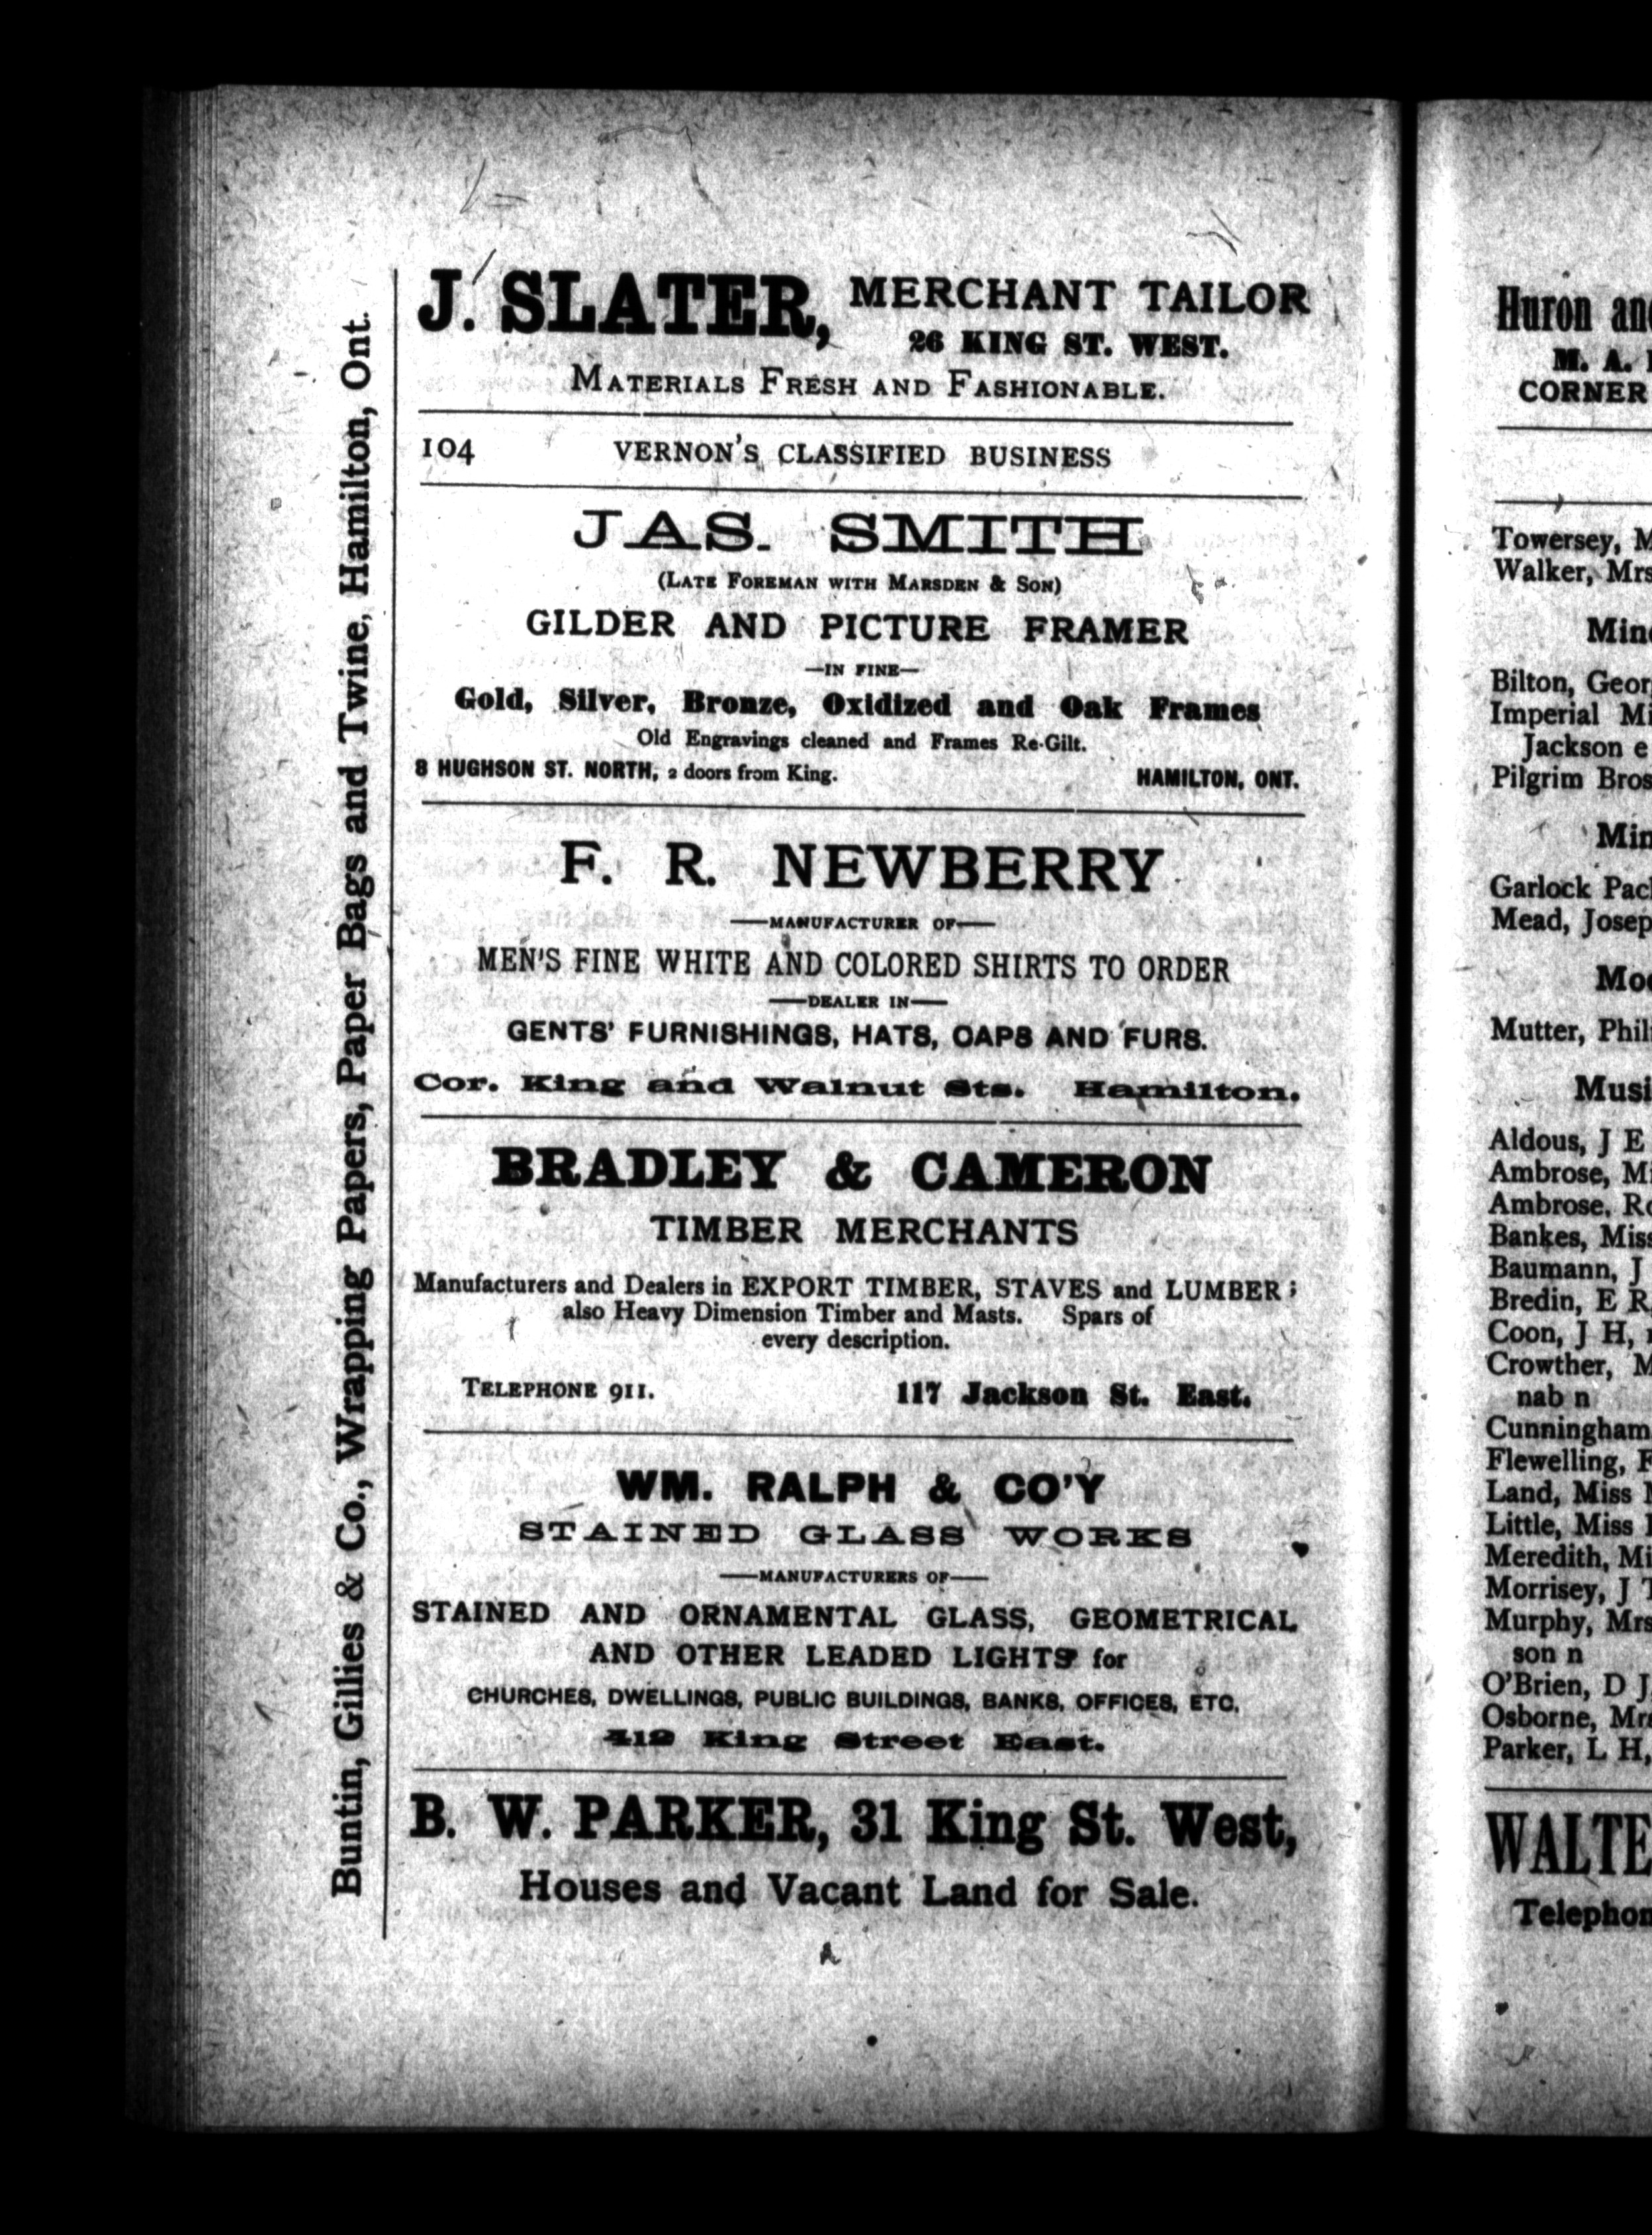 Buntin, Gillies & Co., Wrapping Papers, Paper Bags and Twine, Hamilton, Ont.
J. SLATER, MERCHANT TAILOR
26 KING ST. WEST.
MATERIALS FRESH AND FASHIONABLE.
104 VERNON'S CLASSIFIED BUSINESS
JAS. SMITH
(LATE FOREMAN WITH MARSDEN & SON)
GILDER AND PICTURE FRAMER
—IN FINE—
Gold, Silver, Bronze, Oxidized and Oak Frames
Old Engravings cleaned and Frames Re-Gilt.
8 HUGHSON ST. NORTH, 2 doors from King. HAMILTON, ONT.
F. R. NEWBERRY
—MANUFACTURER OF—
MEN'S FINE WHITE AND COLORED SHIRTS TO ORDER
—DEALER IN—
GENTS' FURNISHINGS, HATS, CAPS AND FURS.
Cor. King and Walnut Sts. Hamilton.
BRADLEY & CAMERON
TIMBER MERCHANTS
Manufacturers and Dealers in EXPORT TIMBER, STAVES and LUMBER;
also Heavy Dimension Timber and Masts. Spars of
every description.
TELEPHONE 911. 117 Jackson St. East.
WM. RALPH & CO'Y
STAINED GLASS WORKS
—MANUFACTURERS OF—
STAINED AND ORNAMENTAL GLASS, GEOMETRICAL
AND OTHER LEADED LIGHTS for
CHURCHES, DWELLINGS, PUBLIC BUILDINGS, BANKS, OFFICES, ETC.
412 King Street East.
B. W. PARKER, 31 King St. West,
Houses and Vacant Land for Sale.
Huron
M. A.
CORNER
Towersey,
Walker, Mrs
Bilton,
Imperial
Jackson e
Pilgrim Bros
Garlock
Mead,
Mutter,
Aldous, J E
Ambrose,
Ambrose,
Bankes, Miss
Baumann, J
Bredin, E R
Coon, J H,
Crowther,
nab n
Cunningham
Flewelling,
Land, Miss
Little, Miss
Meredith,
Morrisey, J
Murphy, Mrs
son n
O'Brien, D J
Osborne,
Parker, L H,